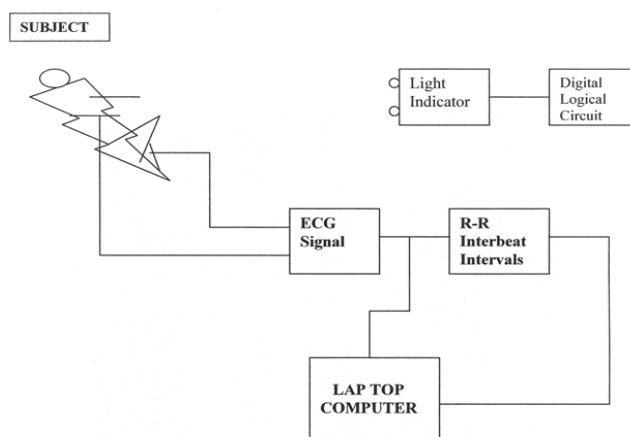 SUBJECT
Light
Indicator
Digital
Logical
Circuit
ECG
Signal
R-R
Interbeat
Intervals
LAP TOP
COMPUTER